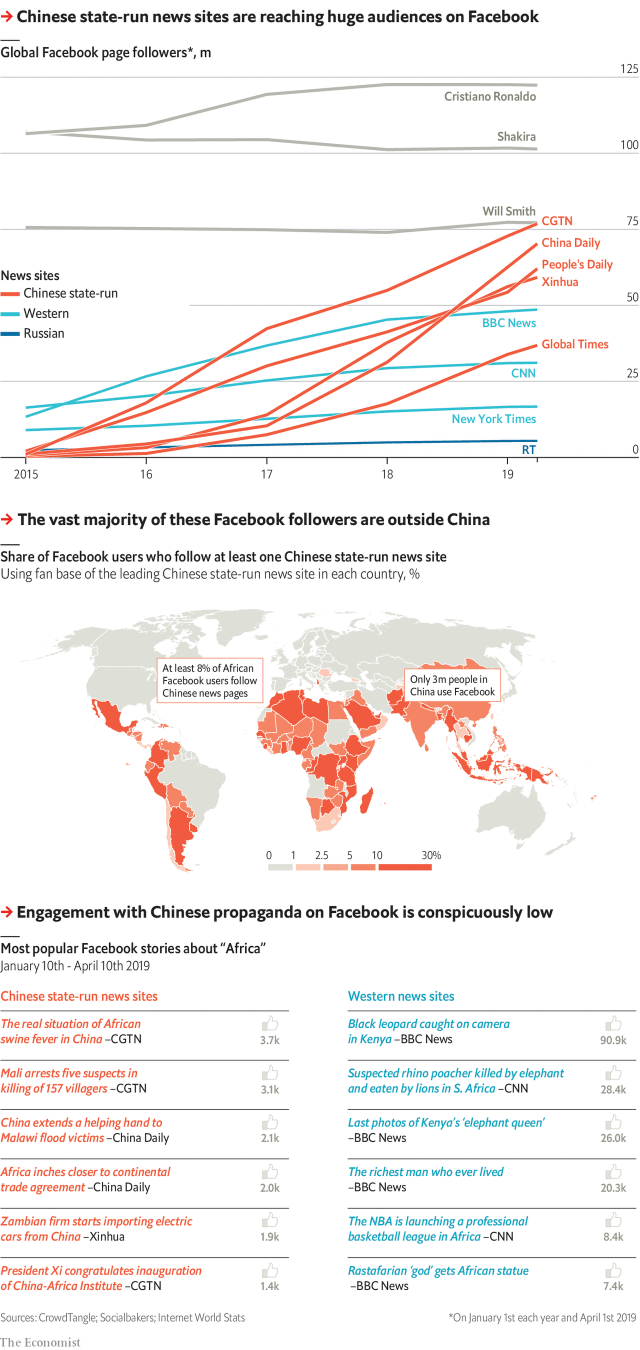 → Chinese state-run news sites are reaching huge audiences on Facebook
Global Facebook page followers*, m
125
Cristiano Ronaldo
Shakira
100
Will Smith
75
CGTN
China Daily
People's Daily
Xinhua
News sites
Chinese state-run
Western
Russian
50
BBC News
Global Times
CNN
25
New York Times
RT
0
2015
16
17
18
19
→ The vast majority of these Facebook followers are outside China
Share of Facebook users who follow at least one Chinese state-run news site
Using fan base of the leading Chinese state-run news site in each country, %
At least 8% of African
Facebook users follow
Chinese news pages
Only 3m people in
China use Facebook
0 1 2.5 5 10 30%
→ Engagement with Chinese propaganda on Facebook is conspicuously low
Most popular Facebook stories about “Africa”
January 10th - April 10th 2019
Chinese state-run news sites
The real situation of African
swine fever in China –CGTN
3.7k
Mali arrests five suspects in
killing of 157 villagers –CGTN
3.1k
China extends a helping hand to
Malawi flood victims –China Daily
2.1k
Africa inches closer to continental
trade agreement –China Daily
2.0k
Zambian firm starts importing electric
cars from China –Xinhua
1.9k
President Xi congratulates inauguration
of China-Africa Institute –CGTN
1.4k
Western news sites
Black leopard caught on camera
in Kenya –BBC News
90.9k
Suspected rhino poacher killed by elephant
and eaten by lions in S. Africa –CNN
28.4k
Last photos of Kenya’s ‘elephant queen’
–BBC News
26.0k
The richest man who ever lived
–BBC News
20.3k
The NBA is launching a professional
basketball league in Africa –CNN
8.4k
Rastafarian ‘god’ gets African statue
–BBC News
7.4k
Sources: CrowdTangle; Socialbakers; Internet World Stats
*On January 1st each year and April 1st 2019
The Economist